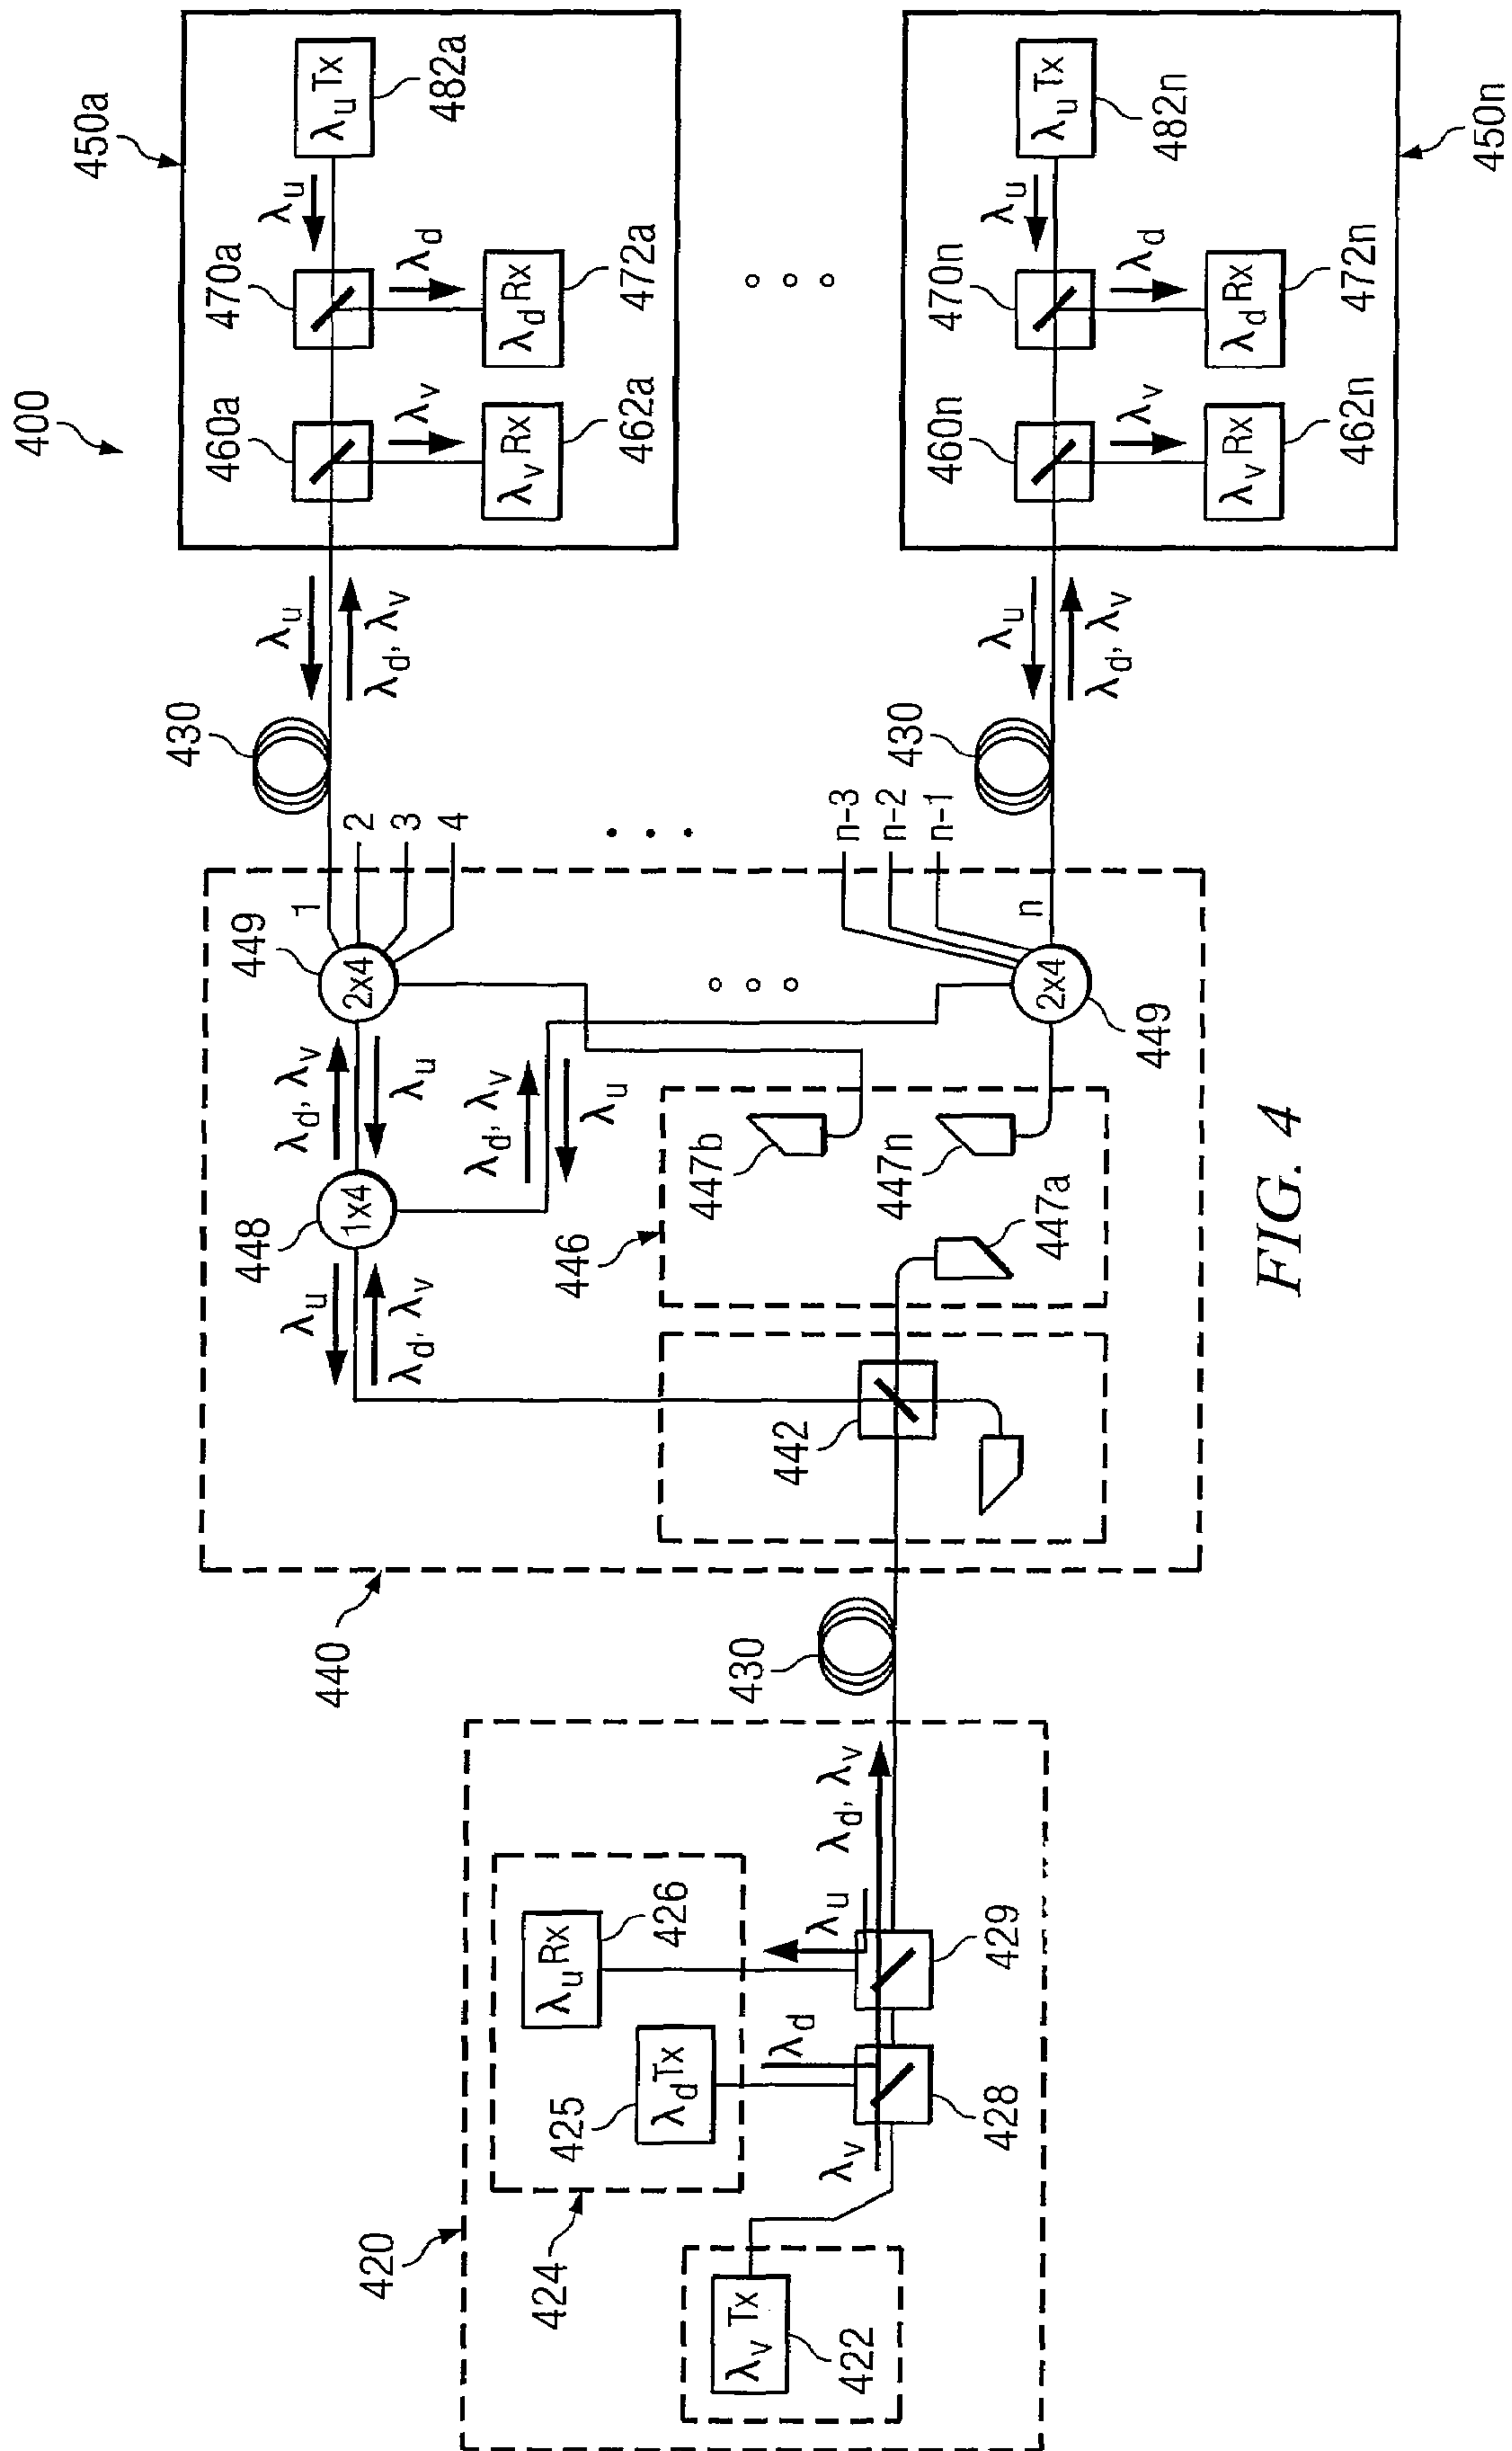 400
420
λv Tx
422
424
425
λd Tx
λu Rx
426
λv
λd
λu
λd, λv
428
429
430
440
442
λu
λd, λv
448
1x4
λd, λv
λu
λd, λv
λu
446
447a
447b
447n
449
2x4
1
2
3
4
n-3
n-2
n-1
n
2x4
449
430
λu
λd, λv
430
λu
λd, λv
450a
460a
470a
λu
λu Tx
482a
λv
λd
λv Rx
λd Rx
462a
472a
460n
470n
λu
λu Tx
482n
λv
λd
λv Rx
λd Rx
462n
472n
450n
FIG. 4